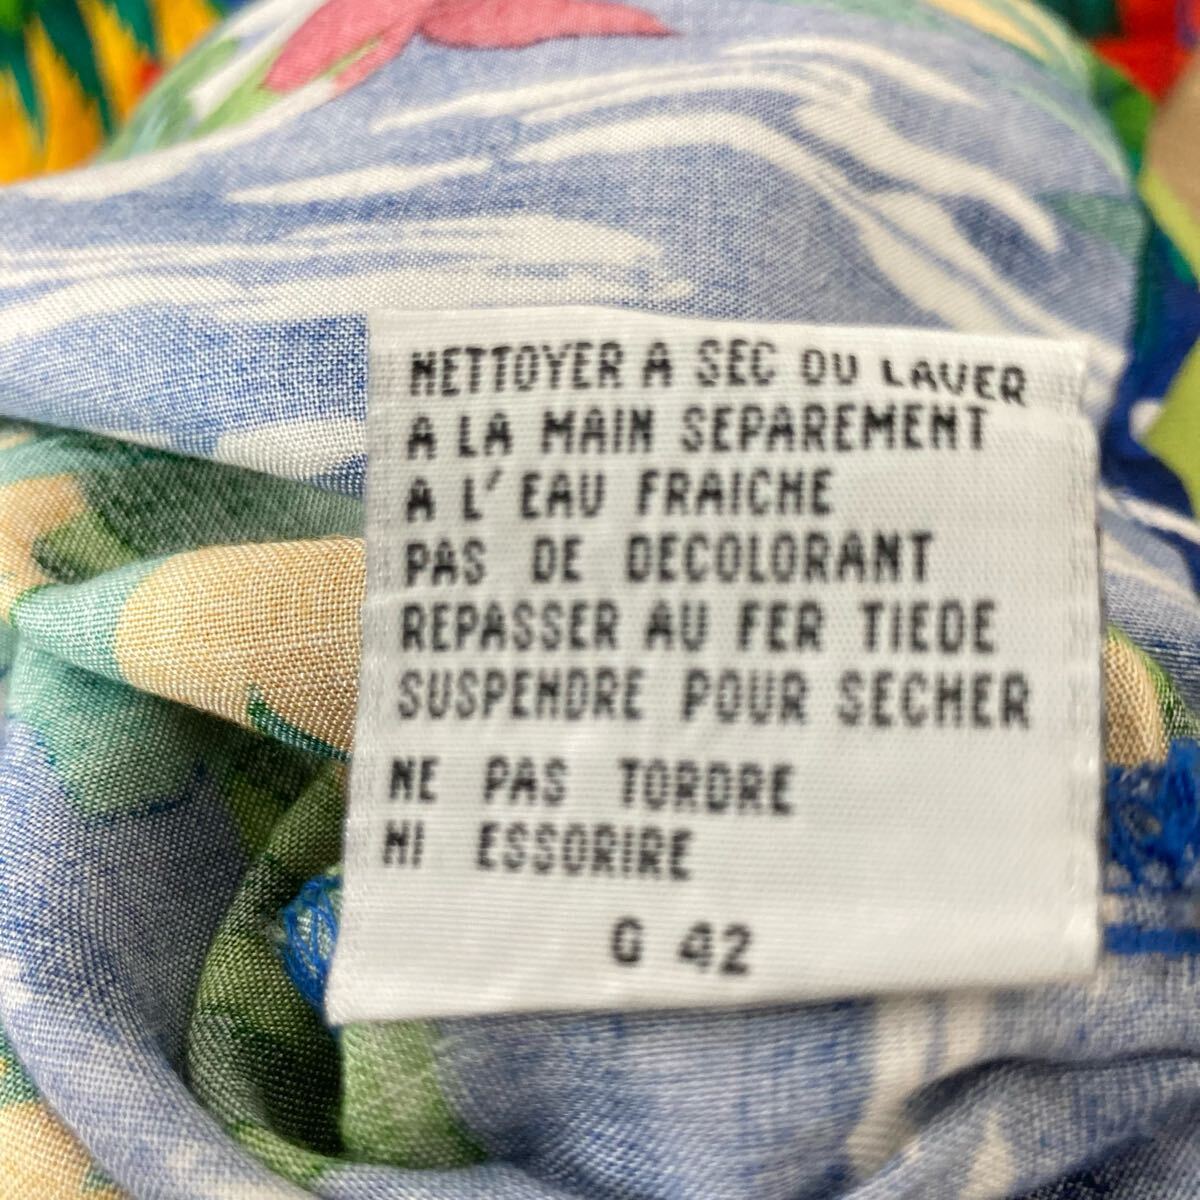 NETTOYER A SEC OU LAVER
A LA MAIN SEPAREMENT
A L'EAU FRAICHE
PAS DE DECOLORANT
REPASSER AU FER TIEDE
SUSPENDRE POUR SECHER
NE PAS TORDRE
NI ESSORIRE
G 42